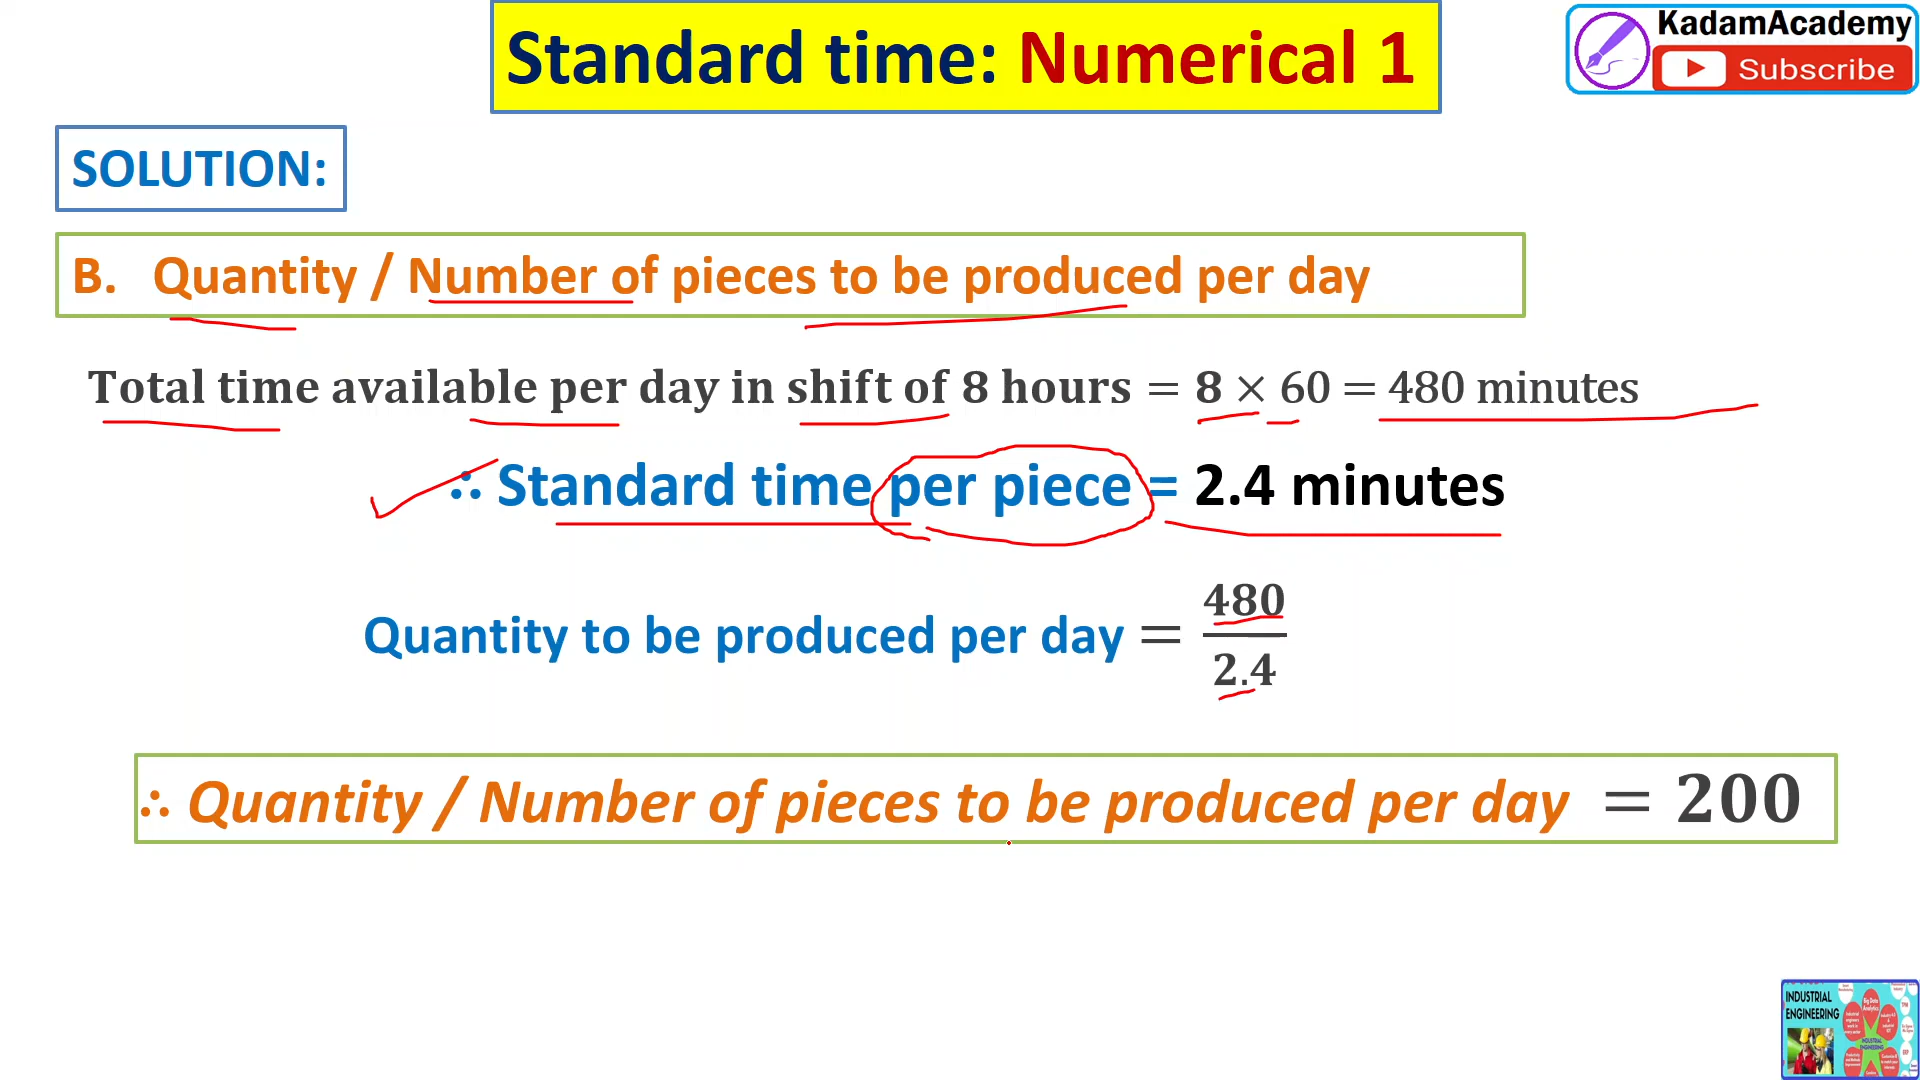 Standard time: Numerical 1
KadamAcademy
Subscribe
SOLUTION:
B. Quantity / Number of pieces to be produced per day
Total time available per day in shift of 8 hours = 8 × 60 = 480 minutes
∴ Standard time per piece = 2.4 minutes
Quantity to be produced per day = 480
2.4
∴ Quantity / Number of pieces to be produced per day = 200
INDUSTRIAL
ENGINEERING